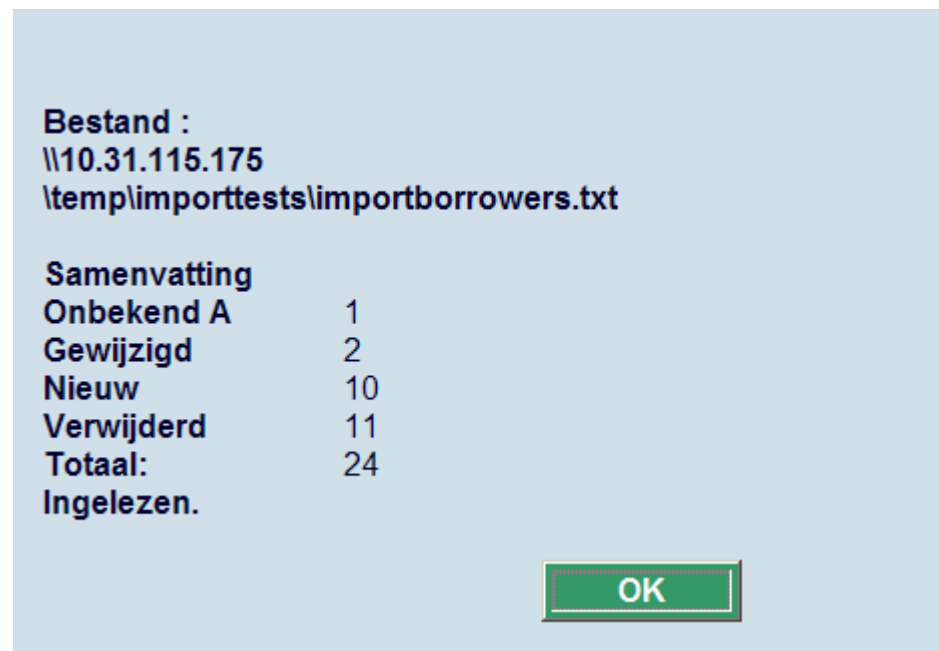 Bestand :
\\10.31.115.175
\temp\importtests\importborrowers.txt
Samenvatting
Onbekend A 1
Gewijzigd 2
Nieuw 10
Verwijderd 11
Totaal: 24
Ingelezen.
OK